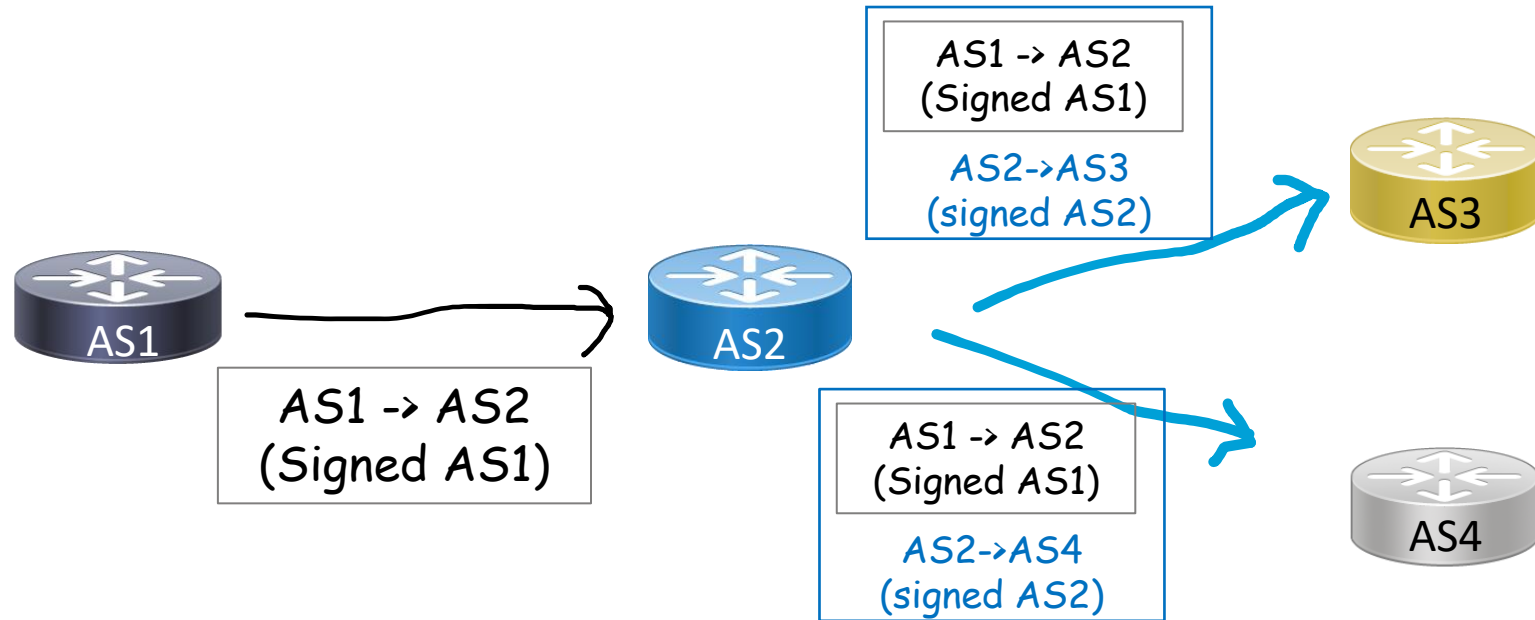 AS1 -> AS2
(Signed AS1)
AS2->AS3
(signed AS2)
AS3
AS1
AS2
AS1 -> AS2
(Signed AS1)
AS1 -> AS2
(Signed AS1)
AS2->AS4
(signed AS2)
AS4